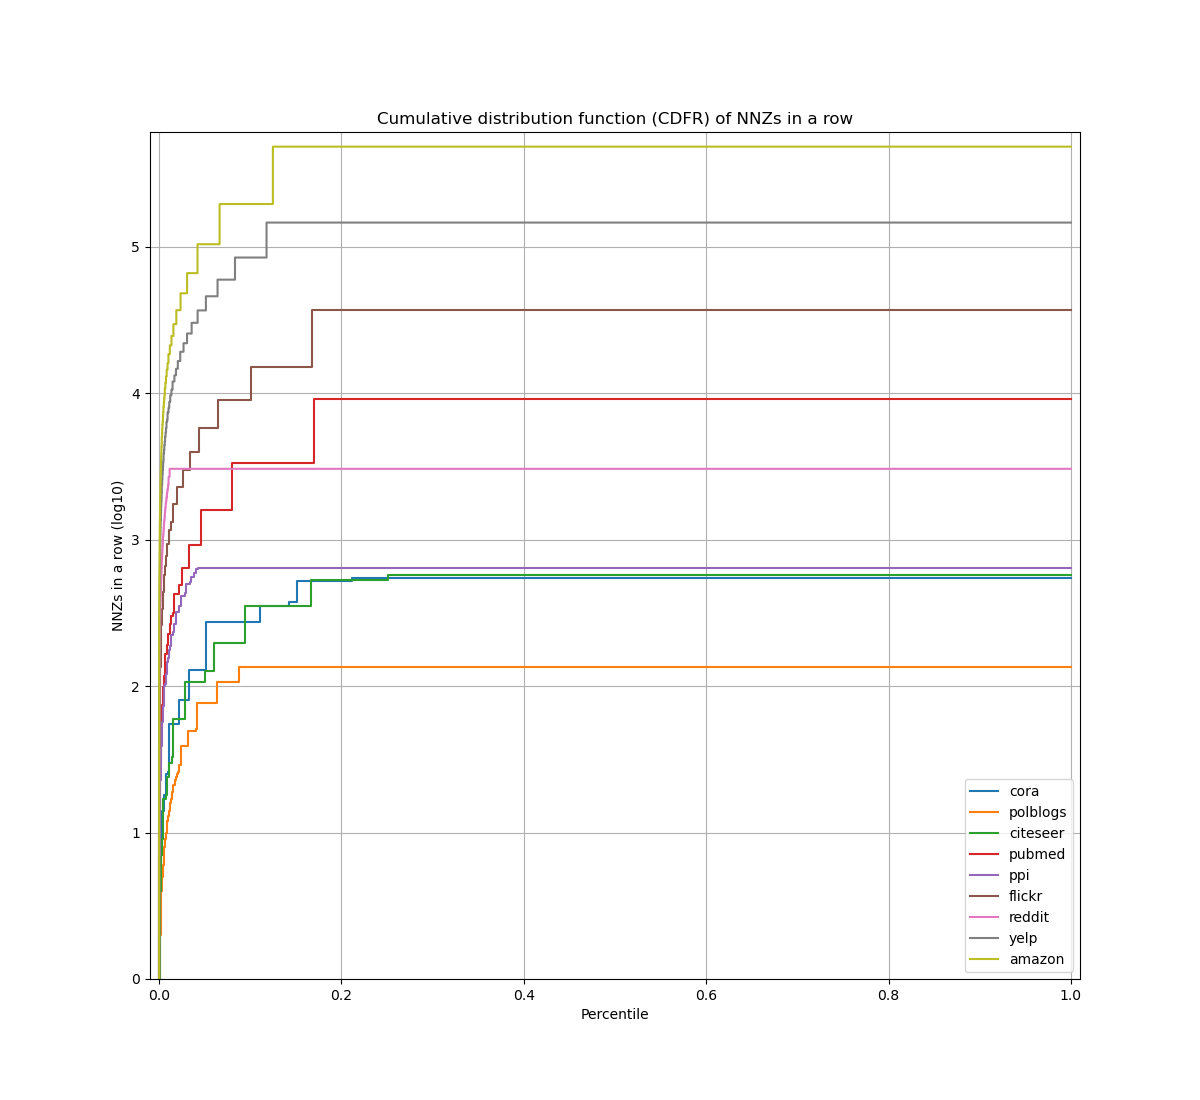 Cumulative distribution function (CDFR) of NNZs in a row
NNZs in a row (log10)
5
4
3
2
1
0
0.0 0.2 0.4 0.6 0.8 1.0
Percentile
cora
polblogs
citeseer
pubmed
ppi
flickr
reddit
yelp
amazon